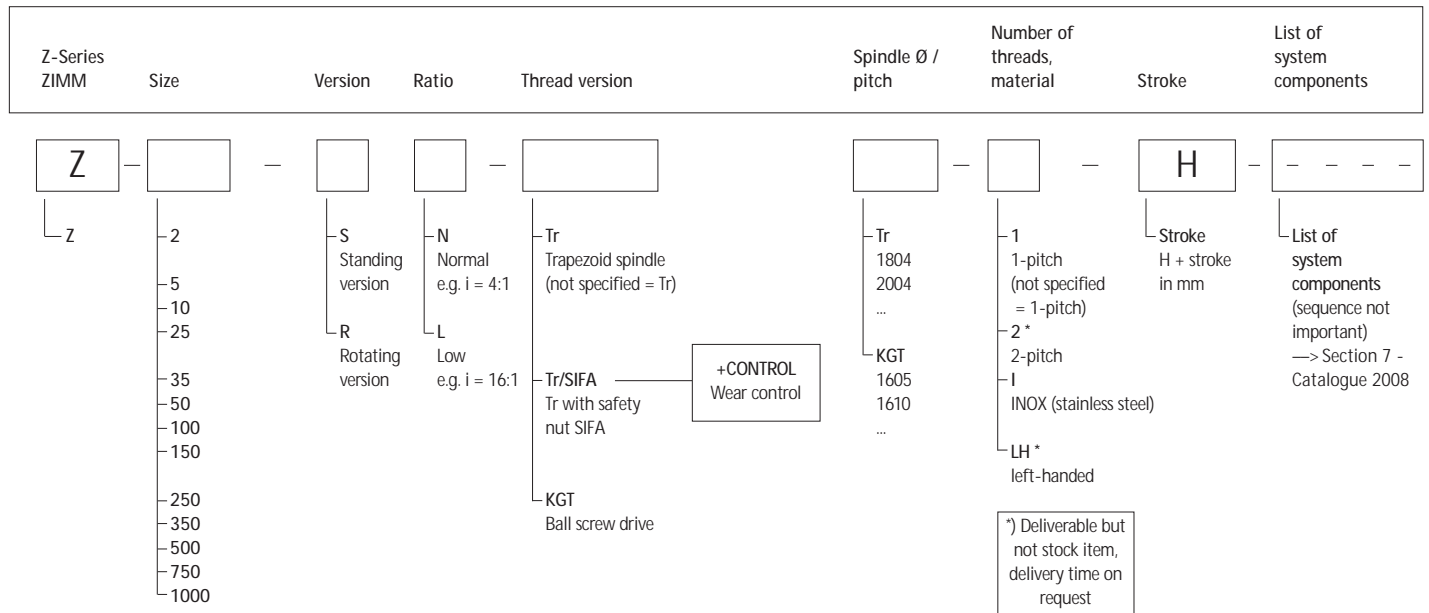 Z-Series
ZIMM
Size
Version
Ratio
Thread version
Spindle Ø /
pitch
Number of
threads,
material
Stroke
List of
system
components
Z – – – – – H – – – – –
Z
2
5
10
25
35
50
100
150
250
350
500
750
1000
S
Standing
version
R
Rotating
version
N
Normal
e.g. i = 4:1
L
Low
e.g. i = 16:1
Tr
Trapezoid spindle
(not specified = Tr)
Tr/SIFA
Tr with safety
nut SIFA
+CONTROL
Wear control
KGT
Ball screw drive
Tr
1804
2004
...
KGT
1605
1610
...
1
1-pitch
(not specified
= 1-pitch)
2 *
2-pitch
I
INOX (stainless steel)
LH *
left-handed
*) Deliverable but
not stock item,
delivery time on
request
Stroke
H + stroke
in mm
List of
system
components
(sequence not
important)
—> Section 7 -
Catalogue 2008